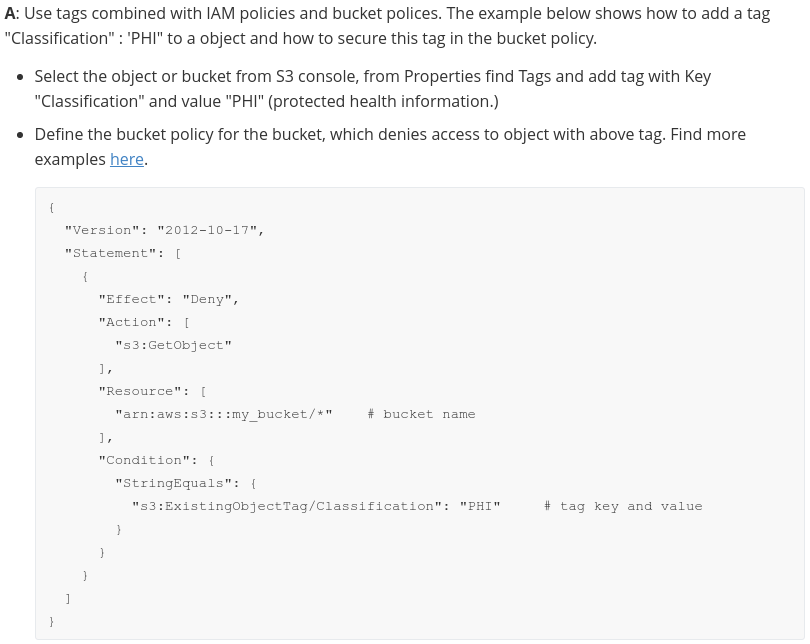 A: Use tags combined with IAM policies and bucket polices. The example below shows how to add a tag
"Classification" : 'PHI" to a object and how to secure this tag in the bucket policy.
• Select the object or bucket from S3 console, from Properties find Tags and add tag with Key
"Classification" and value "PHI" (protected health information.)
• Define the bucket policy for the bucket, which denies access to object with above tag. Find more
examples here.
{
  "Version": "2012-10-17",
  "Statement": [
    {
      "Effect": "Deny",
      "Action": [
        "s3:GetObject"
      ],
      "Resource": [
        "arn:aws:s3:::my_bucket/*"    # bucket name
      ],
      "Condition": {
        "StringEquals": {
          "s3:ExistingObjectTag/Classification": "PHI"     # tag key and value
        }
      }
    }
  ]
}